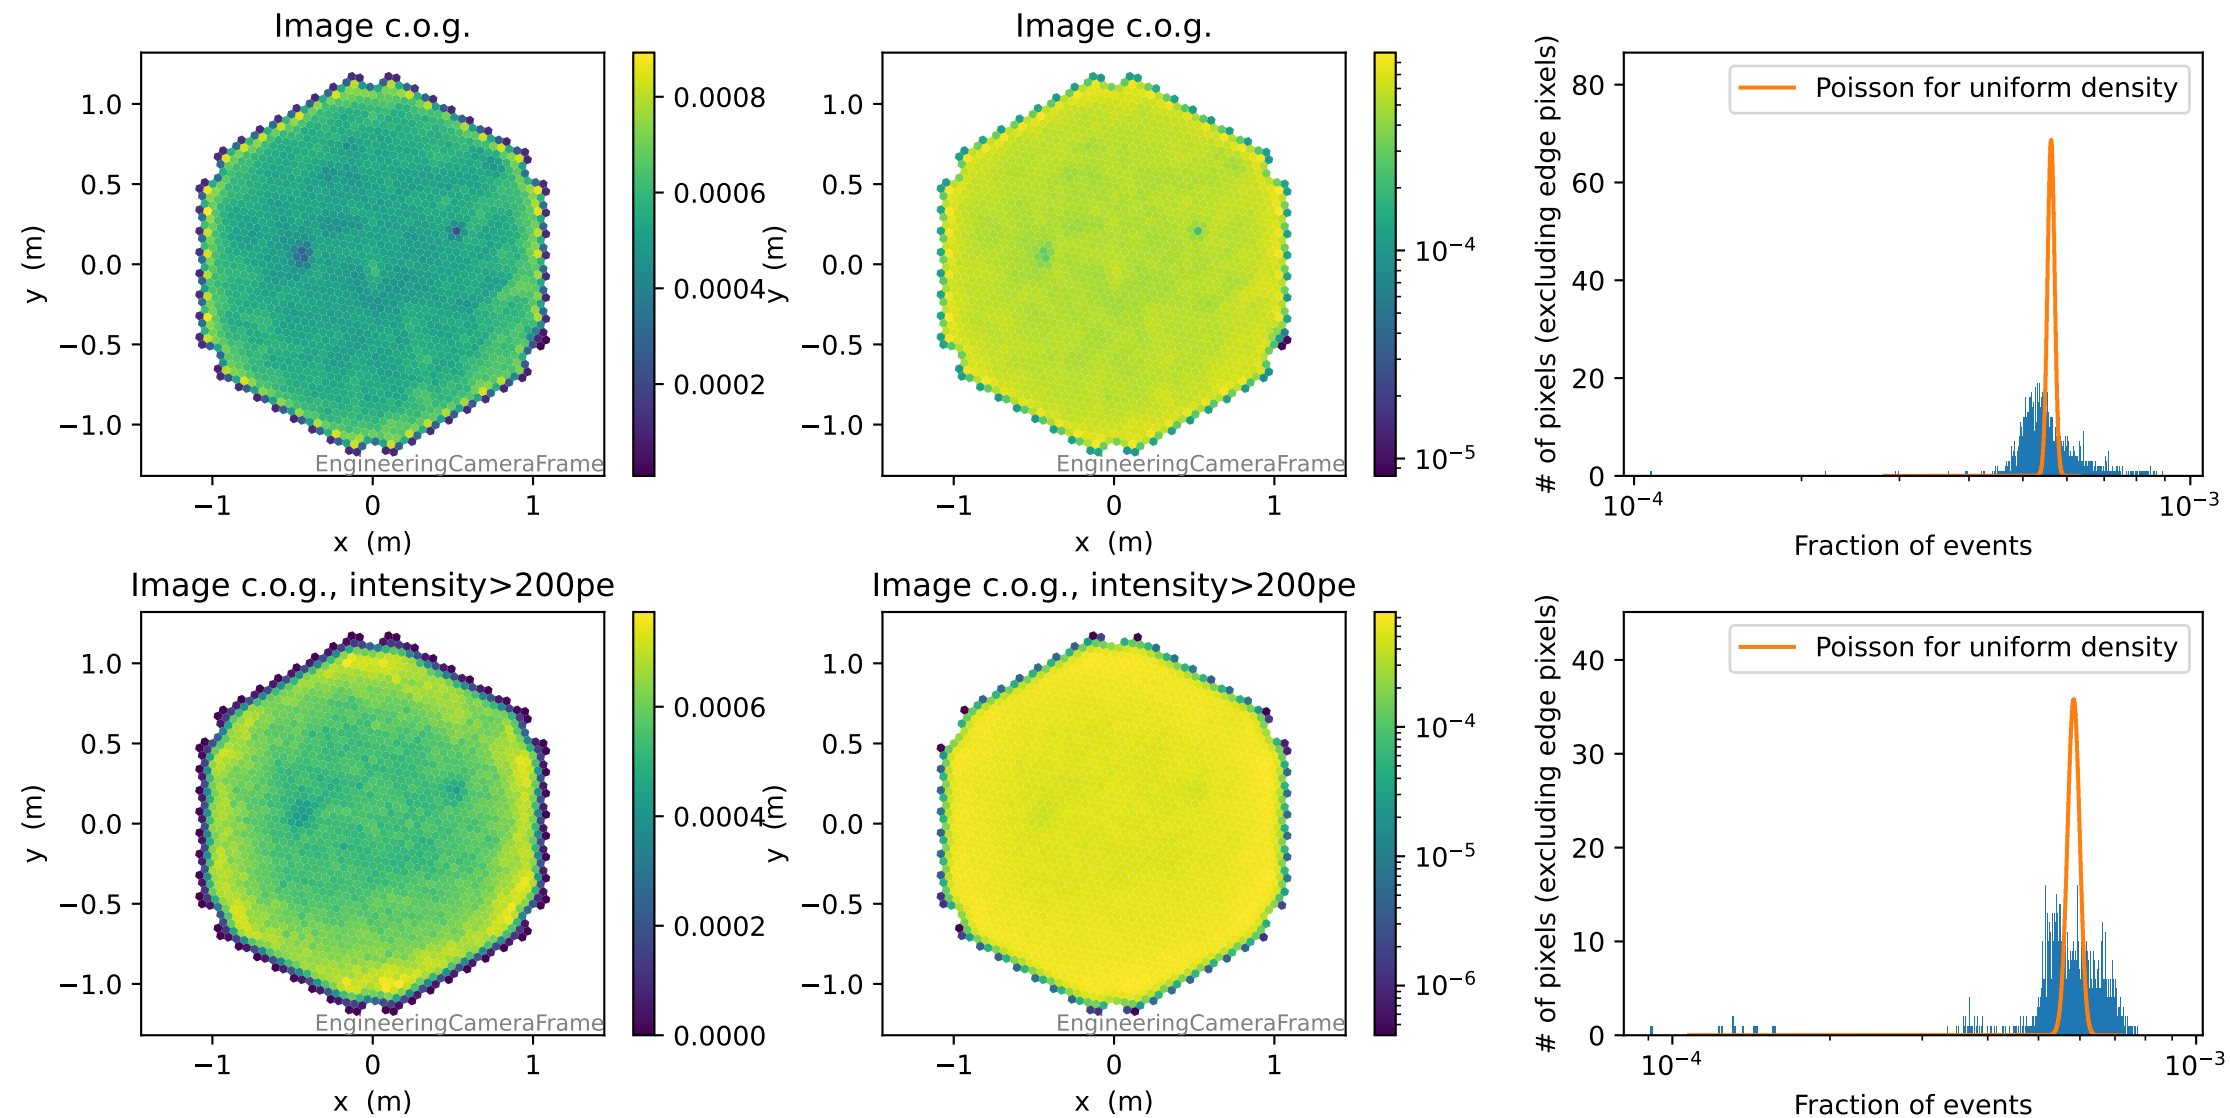 Image c.o.g.
1.0
0.5
0.0
−0.5
−1.0
−1
0
1
x (m)
y (m)
EngineeringCameraFrame
0.0008
0.0006
0.0004
0.0002
Image c.o.g.
1.0
0.5
0.0
−0.5
−1.0
−1
0
1
x (m)
y (m)
EngineeringCameraFrame
10−4
10−5
# of pixels (excluding edge pixels)
80
60
40
20
0
Poisson for uniform density
10−4
10−3
Fraction of events
Image c.o.g., intensity>200pe
1.0
0.5
0.0
−0.5
−1.0
−1
0
1
x (m)
y (m)
EngineeringCameraFrame
0.0006
0.0004
0.0002
0.0000
Image c.o.g., intensity>200pe
1.0
0.5
0.0
−0.5
−1.0
−1
0
1
x (m)
y (m)
EngineeringCameraFrame
10−4
10−5
10−6
# of pixels (excluding edge pixels)
40
30
20
10
0
Poisson for uniform density
10−4
10−3
Fraction of events